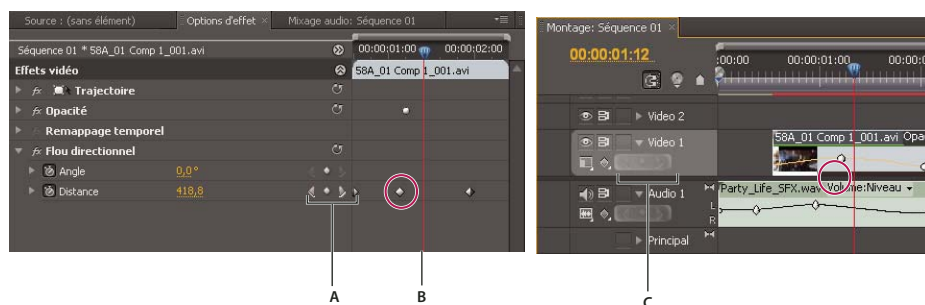 Source : (sans élément)
Options d'effet ×
Mixage audio: Séquence 01
Séquence 01 * 58A_01 Comp 1_001.avi
00:00:01:00
00:00:02:00
Effets vidéo
58A_01 Comp 1_001.avi
fx Trajectoire
fx Opacité
Remappage temporel
fx Flou directionnel
Angle
0,0°
Distance
418,8
A
B
Montage: Séquence 01 ×
00:00:01:12
:00:00
00:00:01:00
00:00:
Video 2
Video 1
58A_01 Comp 1_001.avi Opa
Audio 1
Party_Life_SFX.wav Volume:Niveau
L
R
Principal
C